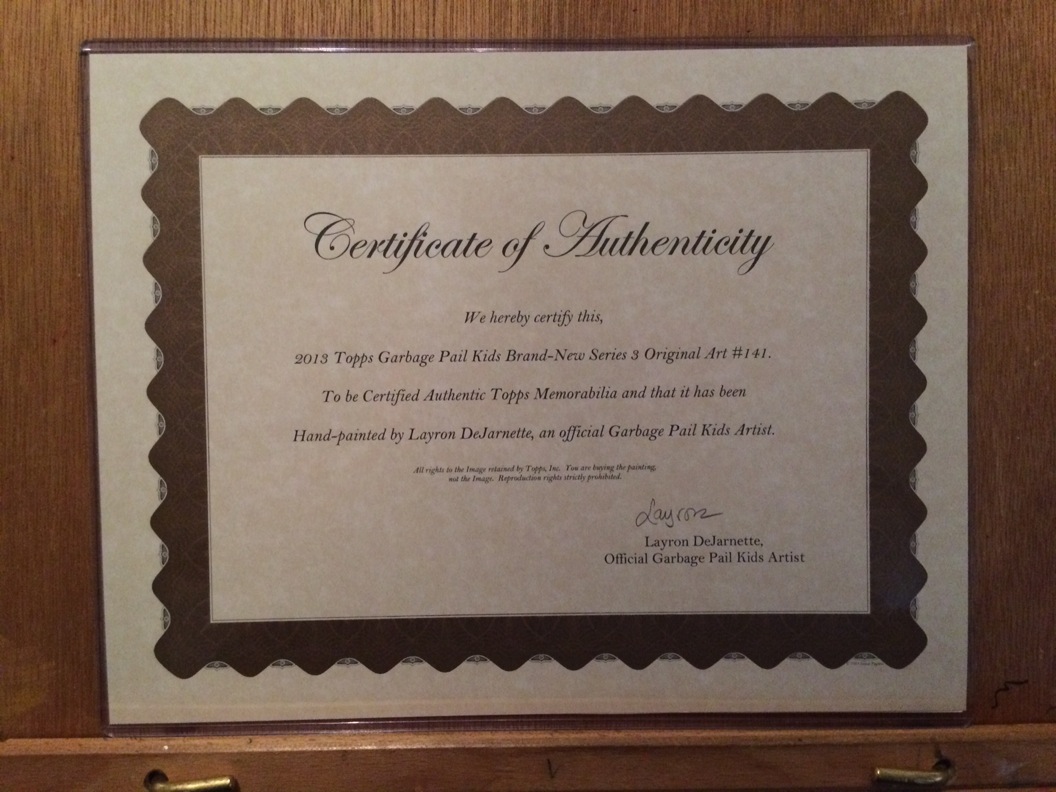 Certificate of Authenticity
We hereby certify this,
2013 Topps Garbage Pail Kids Brand-New Series 3 Original Art #141.
To be Certified Authentic Topps Memorabilia and that it has been
Hand-painted by Layron DeJarnette, an official Garbage Pail Kids Artist.
All rights to the Image retained by Topps, Inc. You are buying the painting,
not the Image. Reproduction rights strictly prohibited.
Layron
Layron DeJarnette,
Official Garbage Pail Kids Artist